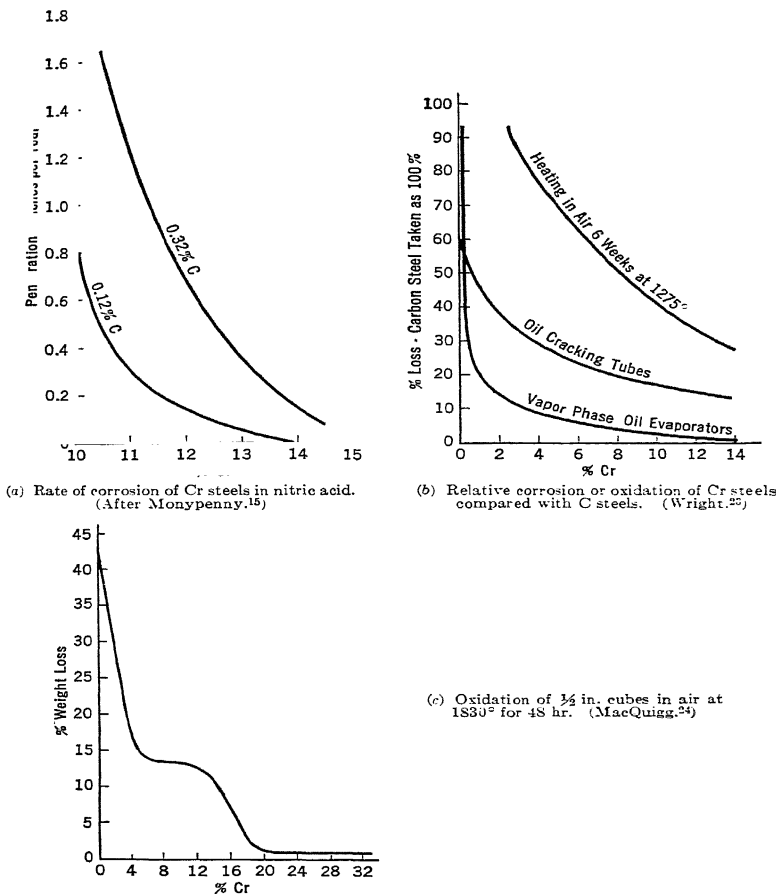 1.8
1.6
1.4
1.2
1.0
0.8
0.6
0.4
0.2
0.32% C
0.12% C
10 11 12 13 14 15
(a) Rate of corrosion of Cr steels in nitric acid.
(After Monypenny.¹⁵)
% Loss - Carbon Steel Taken as 100%
100
90
80
70
60
50
40
30
20
10
0
Heating in Air 6 Weeks at 1275°
Oil Cracking Tubes
Vapor Phase Oil Evaporators
0 2 4 6 8 10 12 14
% Cr
(b) Relative corrosion or oxidation of Cr steels
compared with C steels. (Wright.²³)
% Weight Loss
45
40
35
30
25
20
15
10
5
0
0 4 8 12 16 20 24 28 32
% Cr
(c) Oxidation of ½ in. cubes in air at
1830° for 48 hr. (MacQuigg.²⁴)